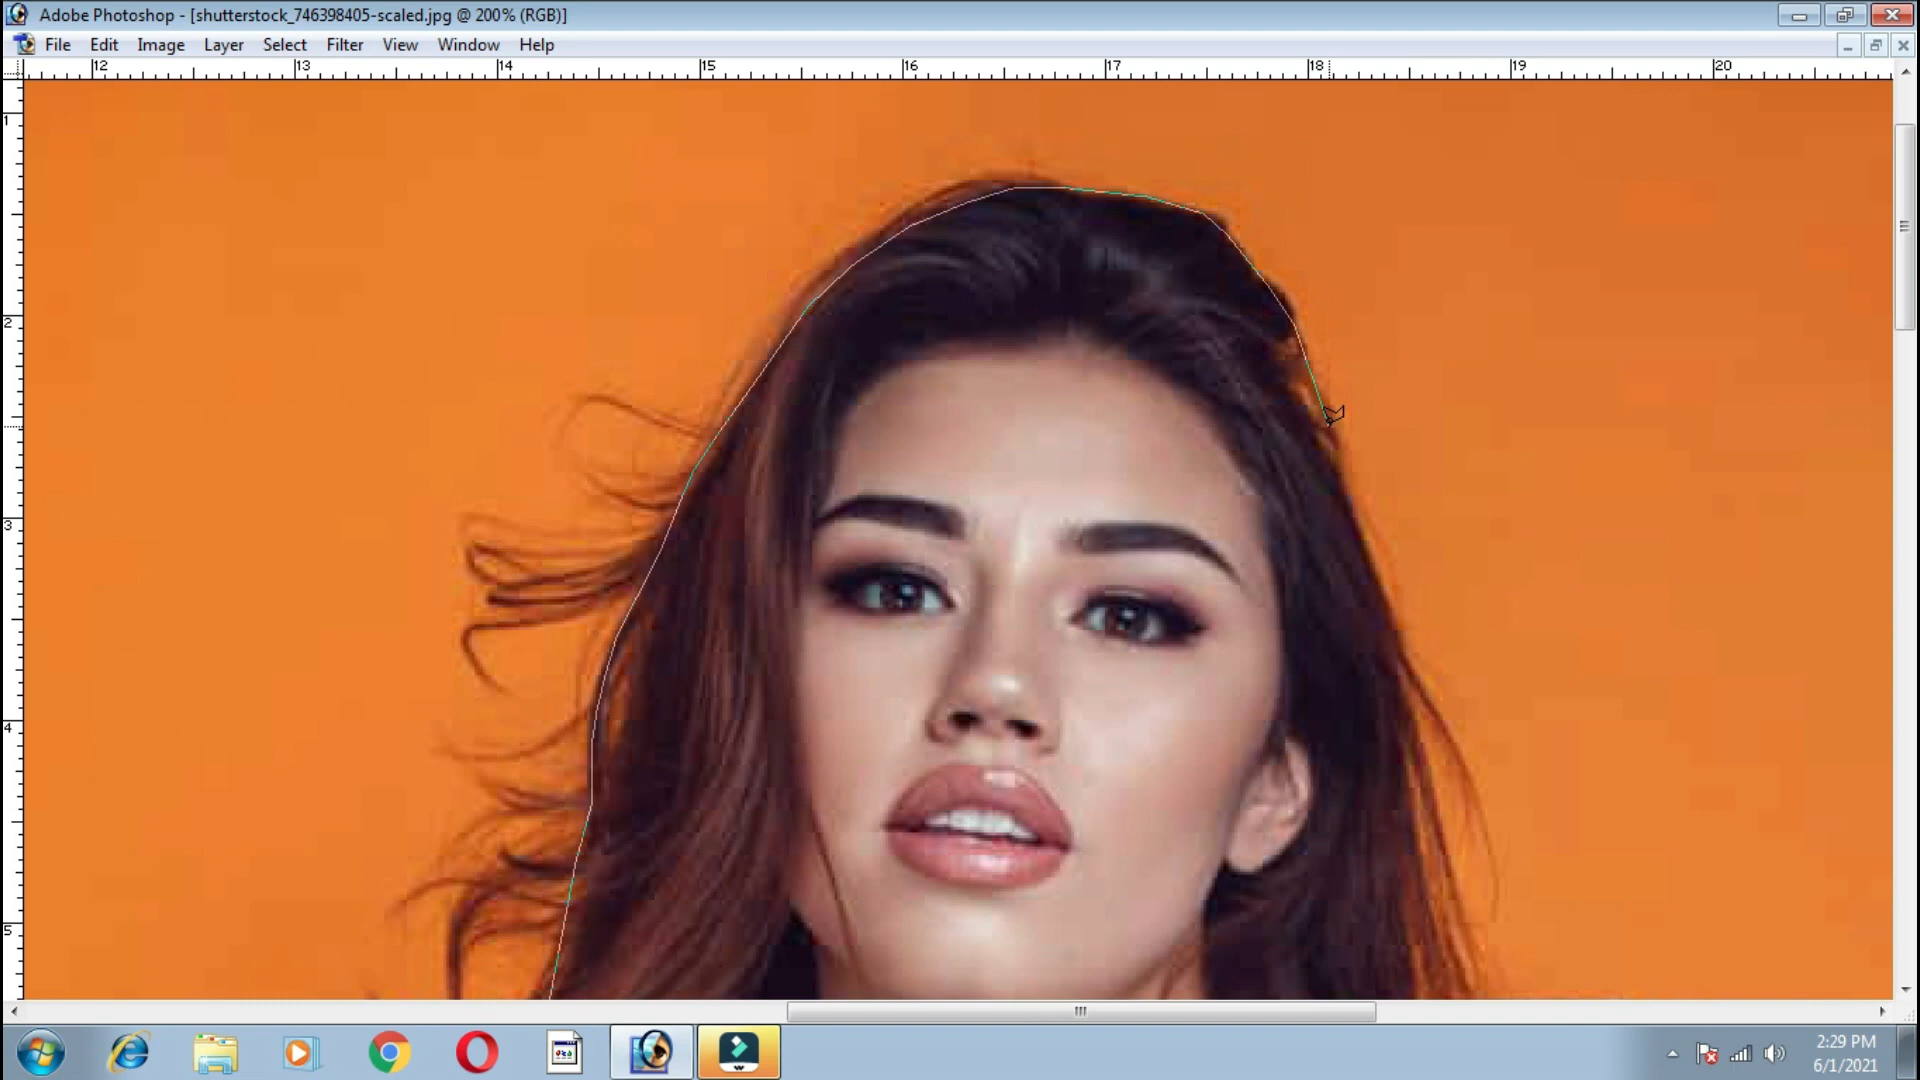 Adobe Photoshop - [shutterstock_746398405-scaled.jpg @ 200% (RGB)]
File Edit Image Layer Select Filter View Window Help
12 13 14 15 16 17 18 19 20
1
2
3
4
5
2:29 PM
6/1/2021